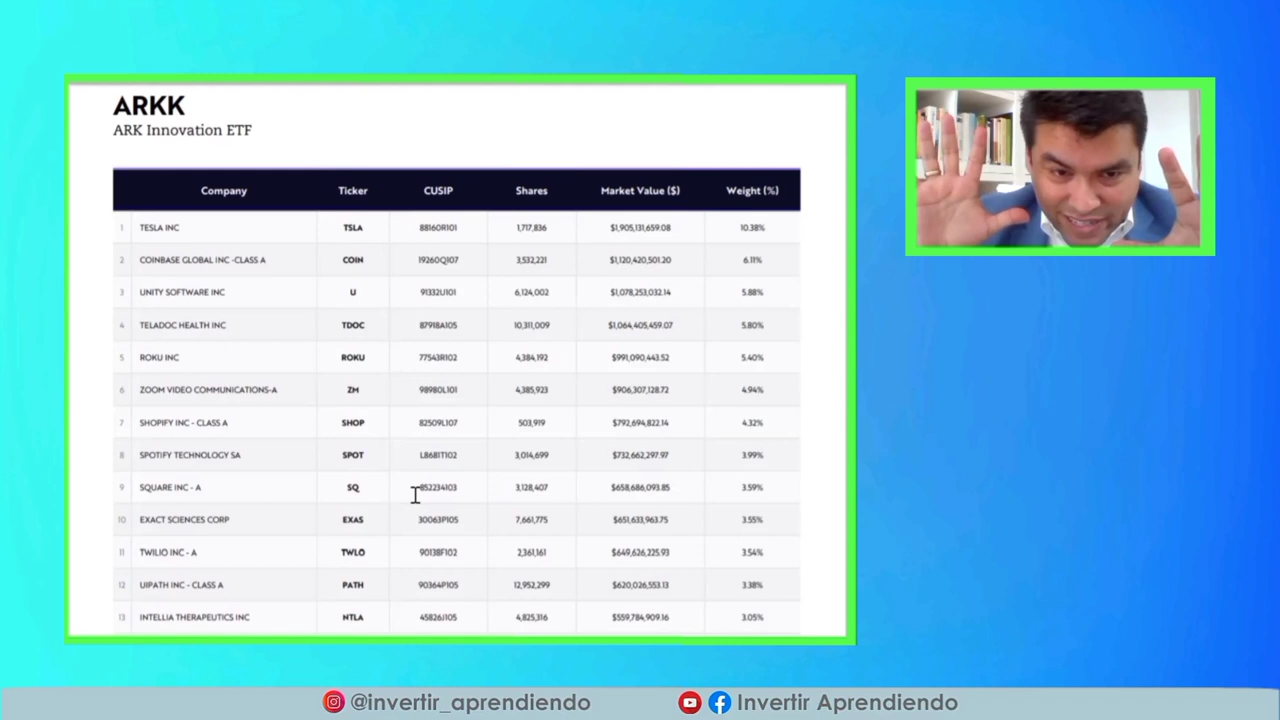 ARKK
ARK Innovation ETF
Company Ticker CUSIP Shares Market Value ($) Weight (%)
1 TESLA INC TSLA 88160R101 1,717,836 $1,905,131,659.08 10.38%
2 COINBASE GLOBAL INC -CLASS A COIN 19260Q107 3,532,221 $1,120,420,501.20 6.11%
3 UNITY SOFTWARE INC U 91332U101 6,124,002 $1,078,253,032.14 5.88%
4 TELADOC HEALTH INC TDOC 87918A105 10,311,009 $1,064,405,459.07 5.80%
5 ROKU INC ROKU 77543R102 4,384,192 $991,090,443.52 5.40%
6 ZOOM VIDEO COMMUNICATIONS-A ZM 98980L101 4,385,923 $906,307,128.72 4.94%
7 SHOPIFY INC - CLASS A SHOP 82509L107 503,919 $792,694,822.14 4.32%
8 SPOTIFY TECHNOLOGY SA SPOT L8681T102 3,014,699 $732,662,297.97 3.99%
9 SQUARE INC - A SQ 852234103 3,128,407 $658,686,093.85 3.59%
10 EXACT SCIENCES CORP EXAS 30063P105 7,661,775 $651,633,963.75 3.55%
11 TWILIO INC - A TWLO 90138F102 2,361,161 $649,626,225.93 3.54%
12 UIPATH INC - CLASS A PATH 90364P105 12,952,299 $620,026,553.13 3.38%
13 INTELLIA THERAPEUTICS INC NTLA 45826J105 4,825,316 $559,784,909.16 3.05%
@invertir_aprendiendo Invertir Aprendiendo